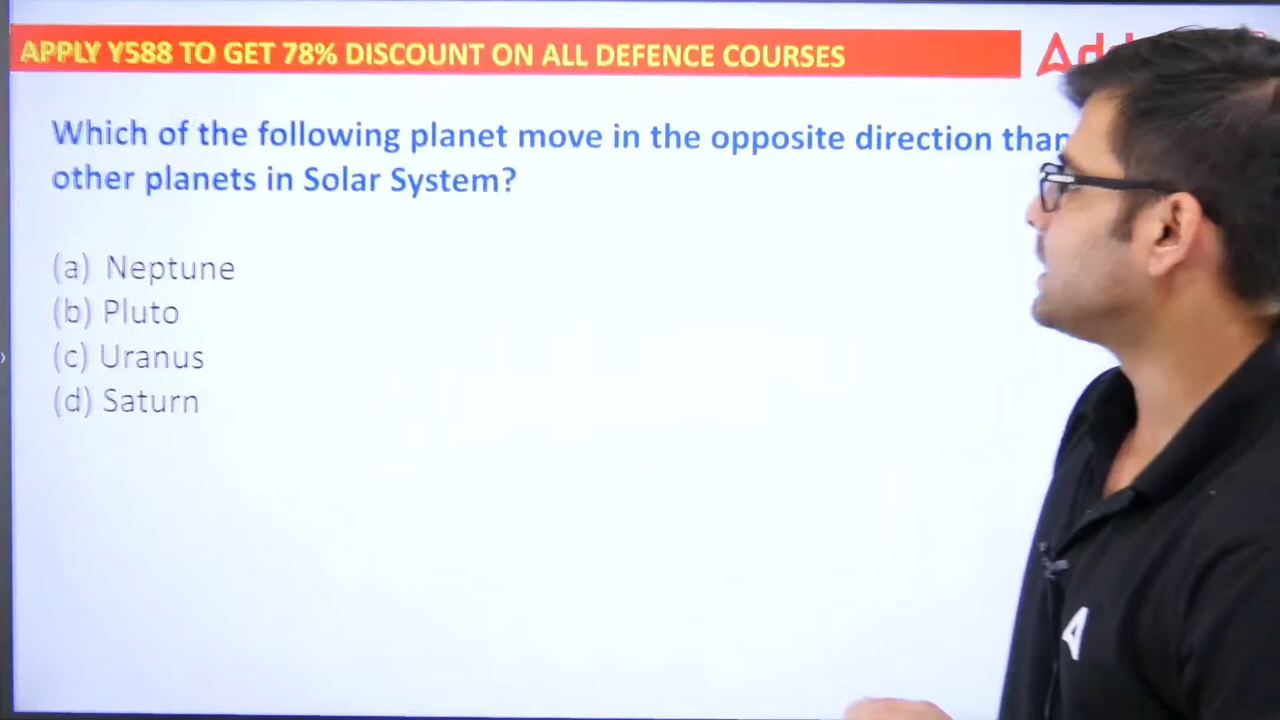 APPLY Y588 TO GET 78% DISCOUNT ON ALL DEFENCE COURSES
Which of the following planet move in the opposite direction than
other planets in Solar System?
(a) Neptune
(b) Pluto
(c) Uranus
(d) Saturn